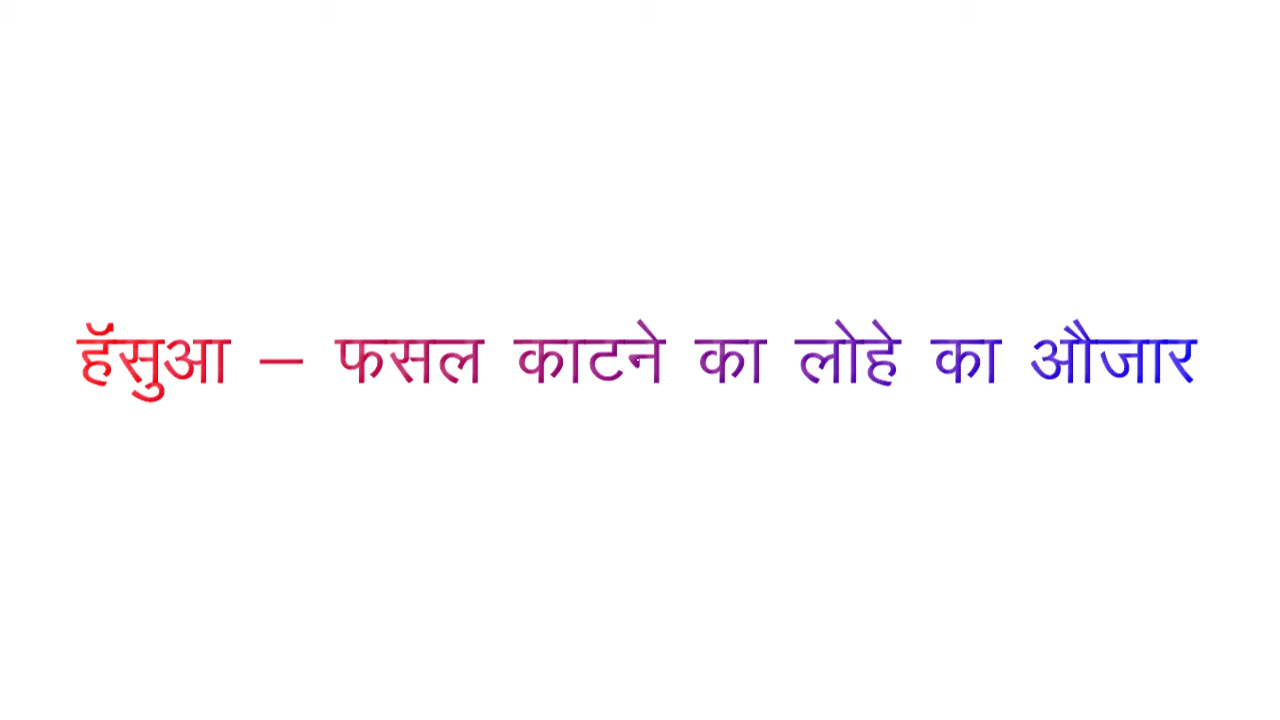 हॅंसुआ – फसल काटने का लोहे का औजार